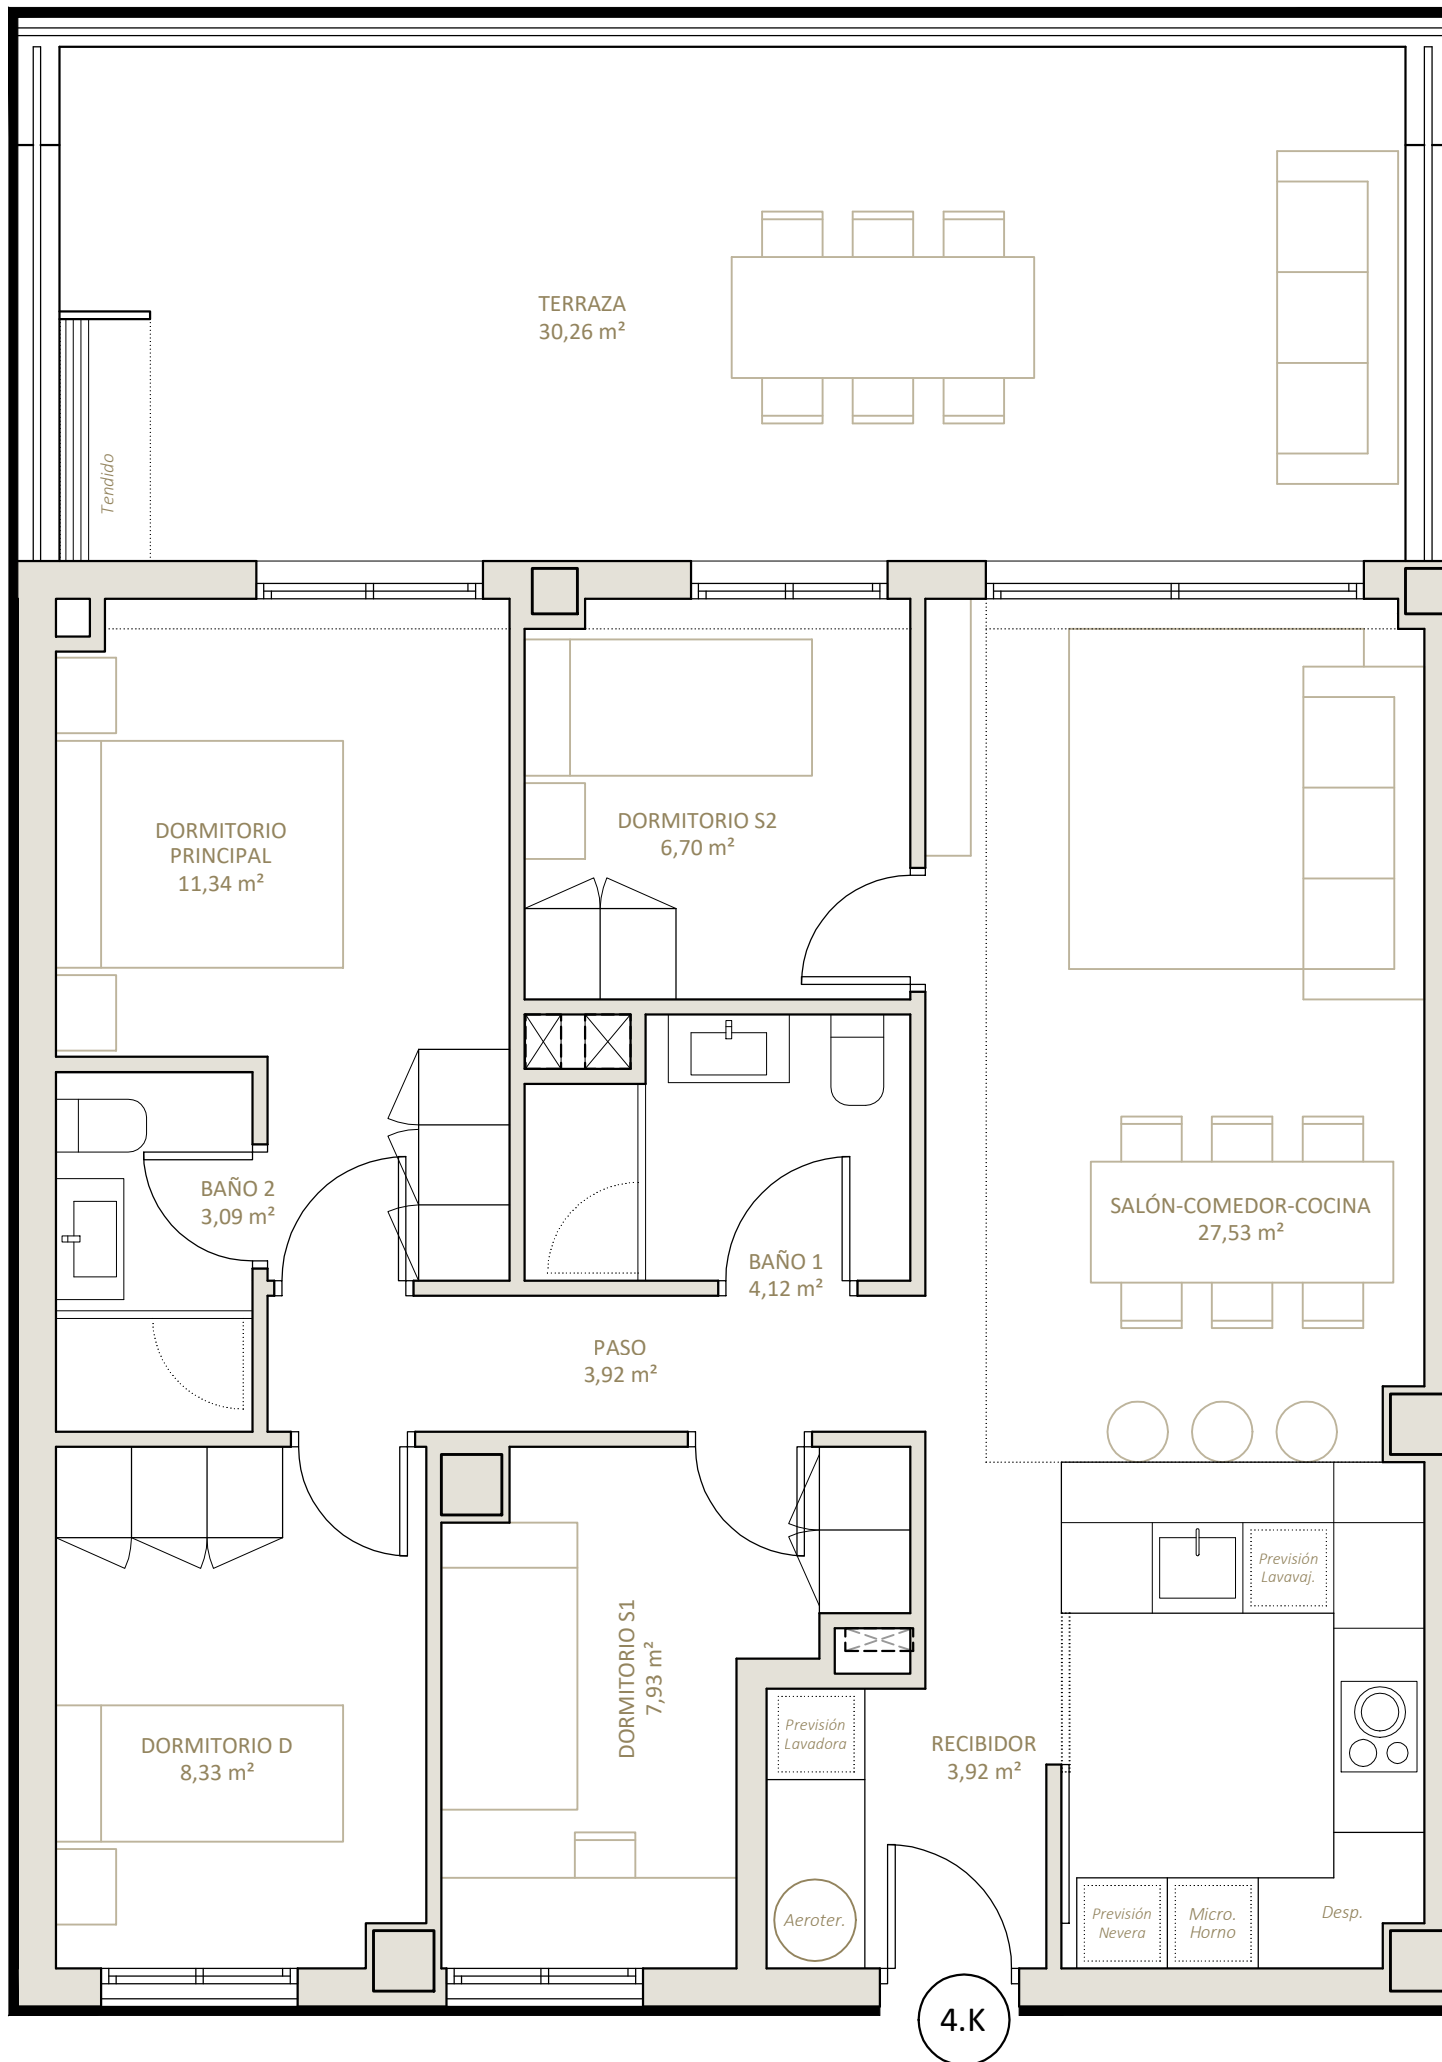 TERRAZA
30,26 m²
Tendido
DORMITORIO
PRINCIPAL
11,34 m²
DORMITORIO S2
6,70 m²
BAÑO 2
3,09 m²
BAÑO 1
4,12 m²
SALÓN-COMEDOR-COCINA
27,53 m²
PASO
3,92 m²
Previsión
Lavavaj.
DORMITORIO S1
7,93 m²
DORMITORIO D
8,33 m²
Previsión
Lavadora
RECIBIDOR
3,92 m²
Aeroter.
Previsión
Nevera
Micro.
Horno
Desp.
4.K